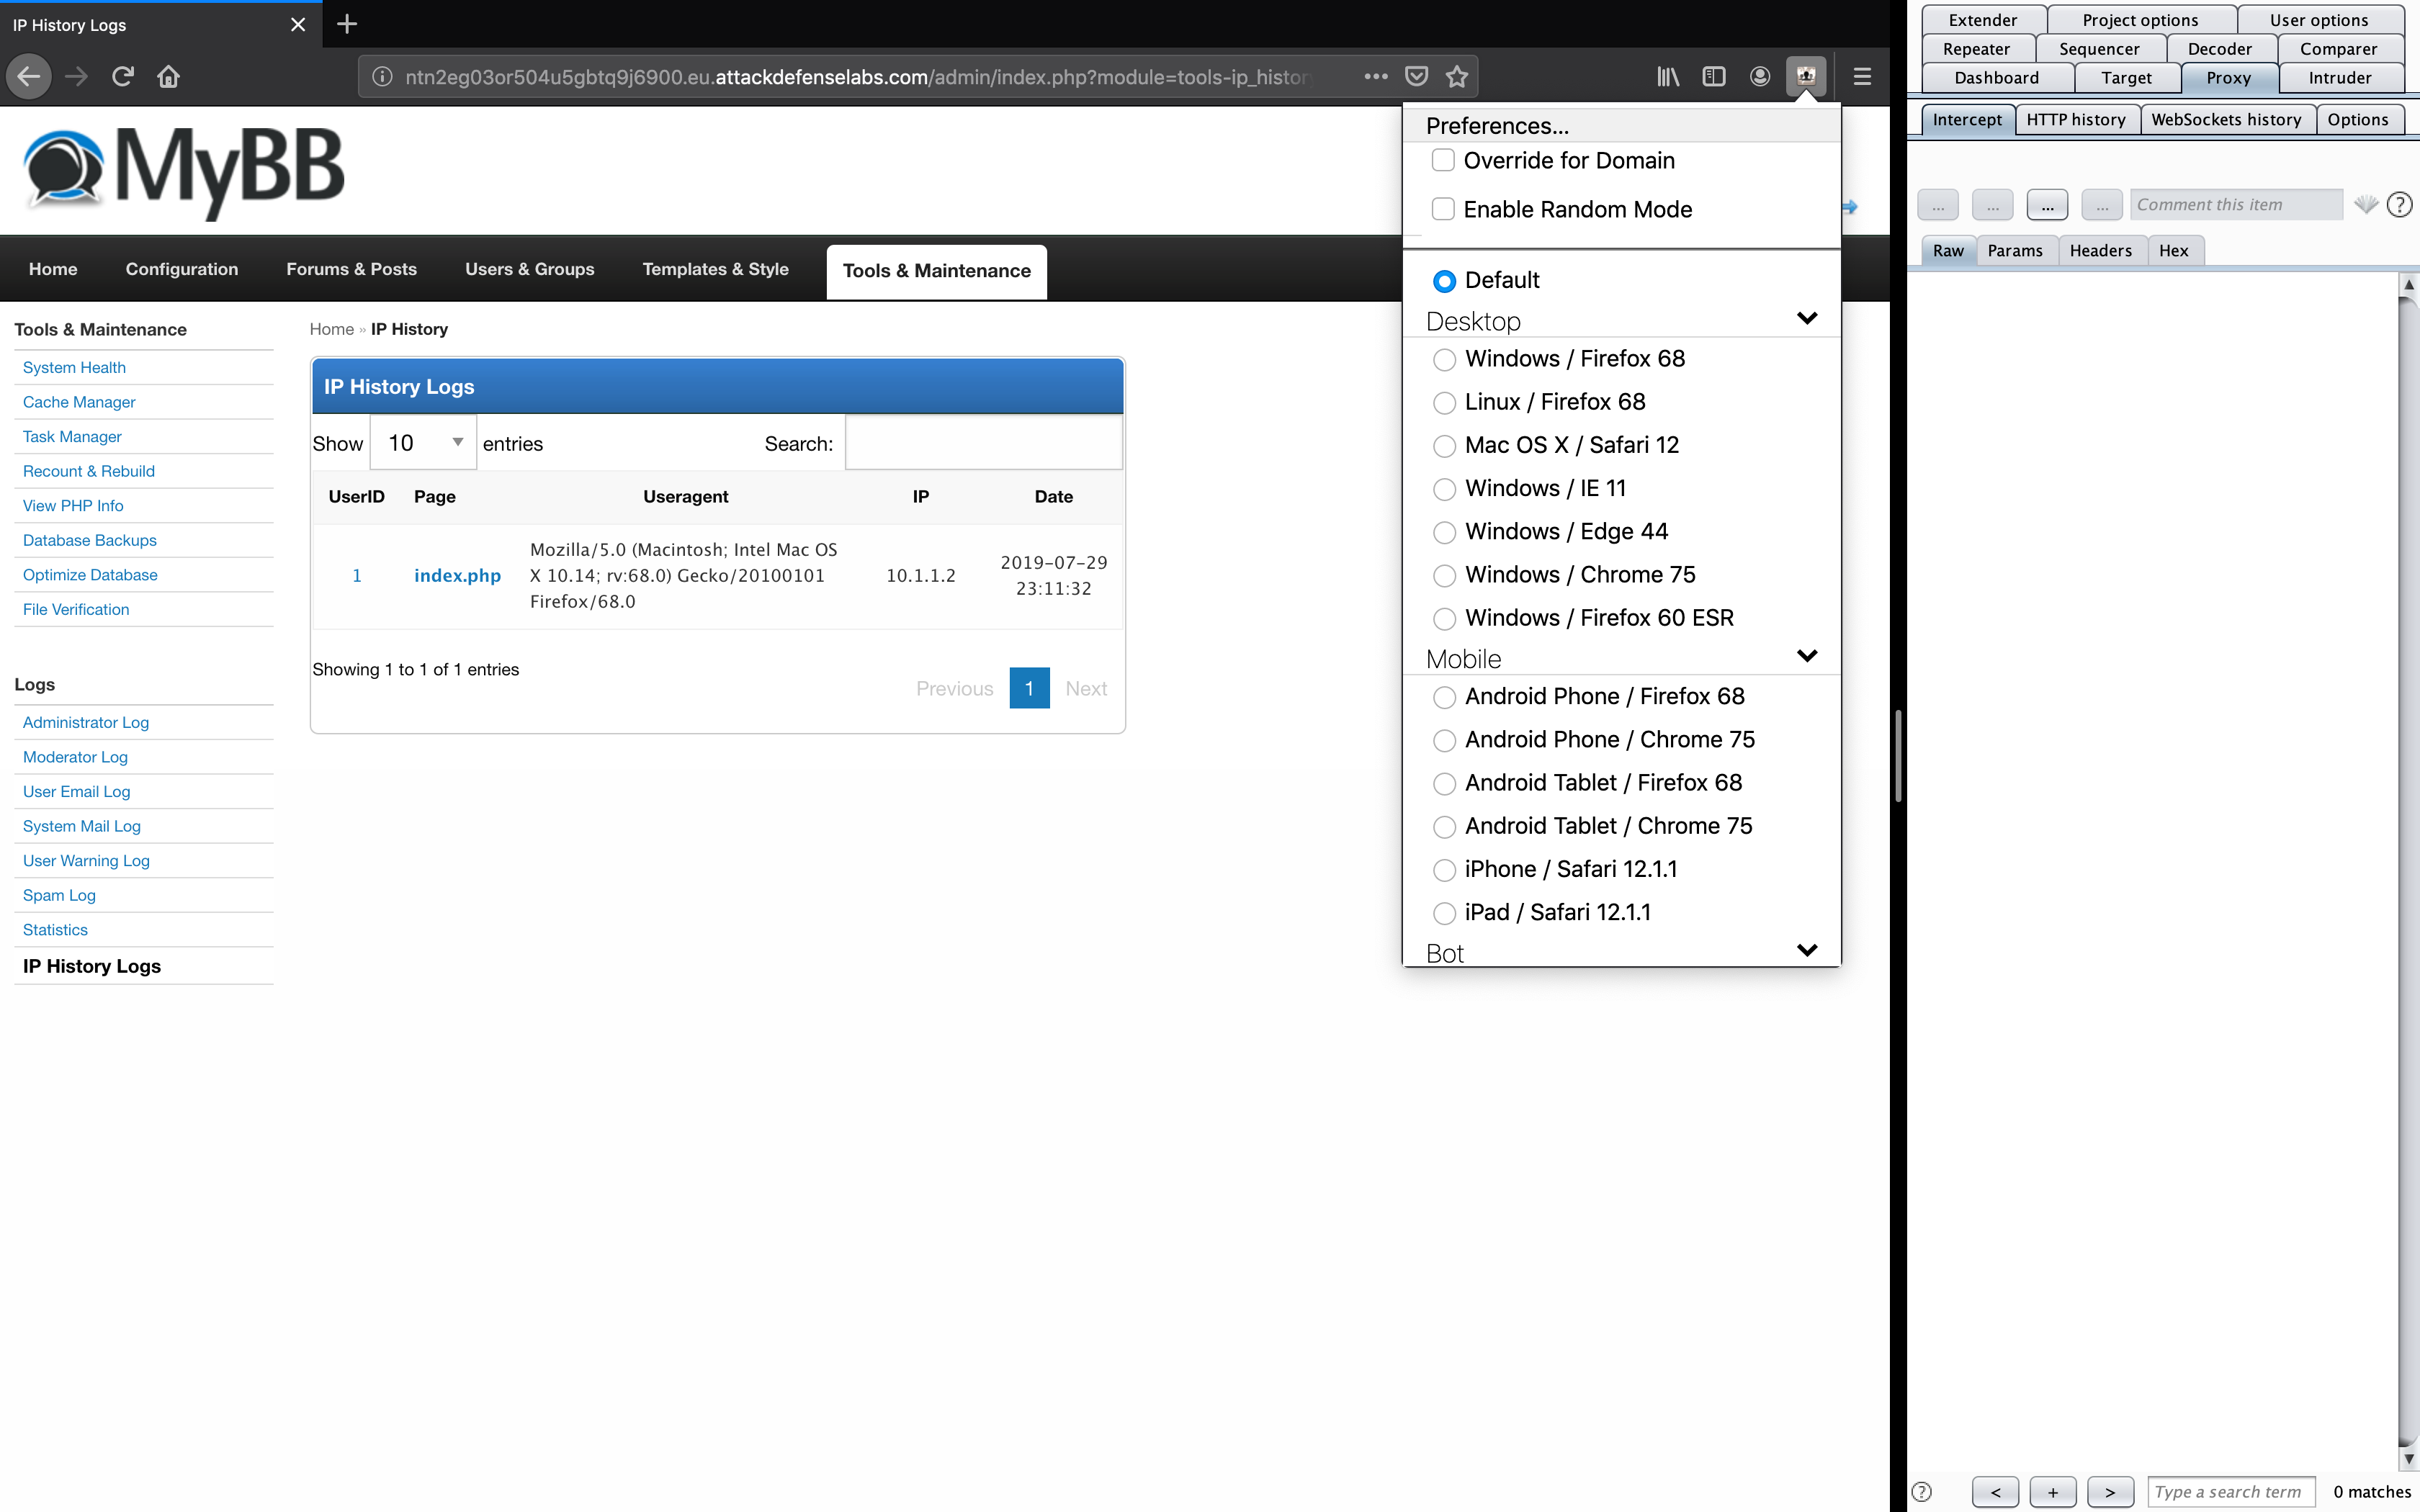 IP History Logs
ntn2eg03or504u5gbtq9j6900.eu.attackdefenselabs.com/admin/index.php?module=tools-ip_histor
MyBB
Home
Configuration
Forums & Posts
Users & Groups
Templates & Style
Tools & Maintenance
Tools & Maintenance
System Health
Cache Manager
Task Manager
Recount & Rebuild
View PHP Info
Database Backups
Optimize Database
File Verification
Logs
Administrator Log
Moderator Log
User Email Log
System Mail Log
User Warning Log
Spam Log
Statistics
IP History Logs
Home » IP History
IP History Logs
Show 10 entries
Search:
UserID Page Useragent IP Date
1 index.php Mozilla/5.0 (Macintosh; Intel Mac OS
X 10.14; rv:68.0) Gecko/20100101
Firefox/68.0
10.1.1.2
2019-07-29
23:11:32
Showing 1 to 1 of 1 entries
Previous 1 Next
Preferences...
Override for Domain
Enable Random Mode
Default
Desktop
Windows / Firefox 68
Linux / Firefox 68
Mac OS X / Safari 12
Windows / IE 11
Windows / Edge 44
Windows / Chrome 75
Windows / Firefox 60 ESR
Mobile
Android Phone / Firefox 68
Android Phone / Chrome 75
Android Tablet / Firefox 68
Android Tablet / Chrome 75
iPhone / Safari 12.1.1
iPad / Safari 12.1.1
Bot
Extender Project options User options
Repeater Sequencer Decoder Comparer
Dashboard Target Proxy Intruder
Intercept HTTP history WebSockets history Options
... ... ... ... Comment this item ?
Raw Params Headers Hex
? < + > Type a search term 0 matches